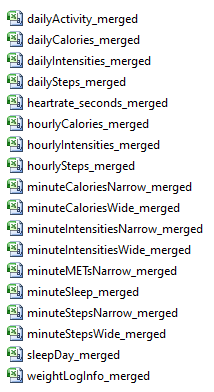 dailyActivity_merged
dailyCalories_merged
dailyIntensities_merged
dailySteps_merged
heartrate_seconds_merged
hourlyCalories_merged
hourlyIntensities_merged
hourlySteps_merged
minuteCaloriesNarrow_merged
minuteCaloriesWide_merged
minuteIntensitiesNarrow_merged
minuteIntensitiesWide_merged
minuteMETsNarrow_merged
minuteSleep_merged
minuteStepsNarrow_merged
minuteStepsWide_merged
sleepDay_merged
weightLogInfo_merged